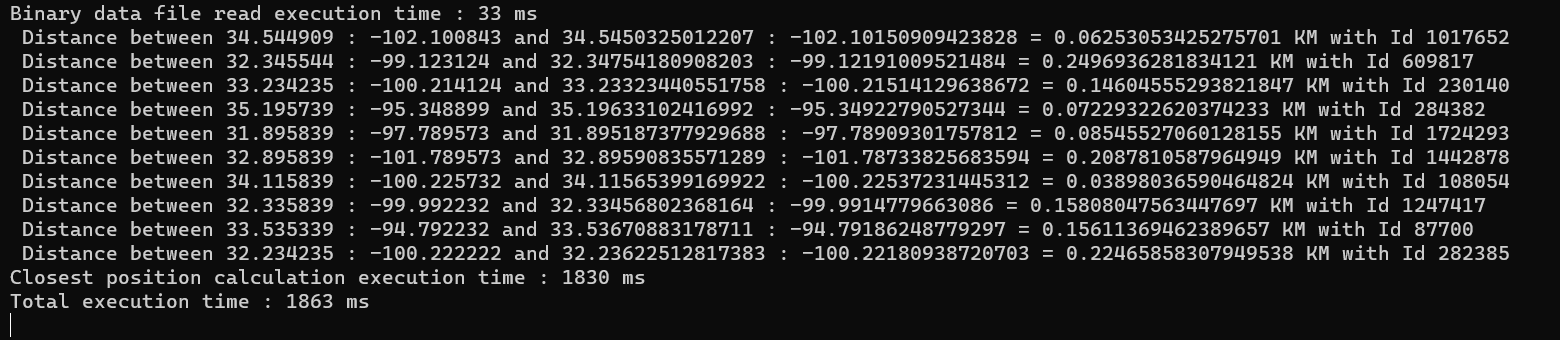 Binary data file read execution time : 33 ms
Distance between 34.544909 : -102.100843 and 34.5450325012207 : -102.10150909423828 = 0.06253053425275701 KM with Id 1017652
Distance between 32.345544 : -99.123124 and 32.34754180908203 : -99.12191009521484 = 0.2496936281834121 KM with Id 609817
Distance between 33.234235 : -100.214124 and 33.23323440551758 : -100.21514129638672 = 0.14604555293821847 KM with Id 230140
Distance between 35.195739 : -95.348899 and 35.19633102416992 : -95.34922790527344 = 0.07229322620374233 KM with Id 284382
Distance between 31.895839 : -97.789573 and 31.895187377929688 : -97.78909301757812 = 0.08545527060128155 KM with Id 1724293
Distance between 32.895839 : -101.789573 and 32.89590835571289 : -101.78733825683594 = 0.2087810587964949 KM with Id 1442878
Distance between 34.115839 : -100.225732 and 34.11565399169922 : -100.22537231445312 = 0.03898036590464824 KM with Id 108054
Distance between 32.335839 : -99.992232 and 32.33456802368164 : -99.9914779663086 = 0.15808047563447697 KM with Id 1247417
Distance between 33.535339 : -94.792232 and 33.53670883178711 : -94.79186248779297 = 0.15611369462389657 KM with Id 87700
Distance between 32.234235 : -100.222222 and 32.23622512817383 : -100.22180938720703 = 0.22465858307949538 KM with Id 282385
Closest position calculation execution time : 1830 ms
Total execution time : 1863 ms